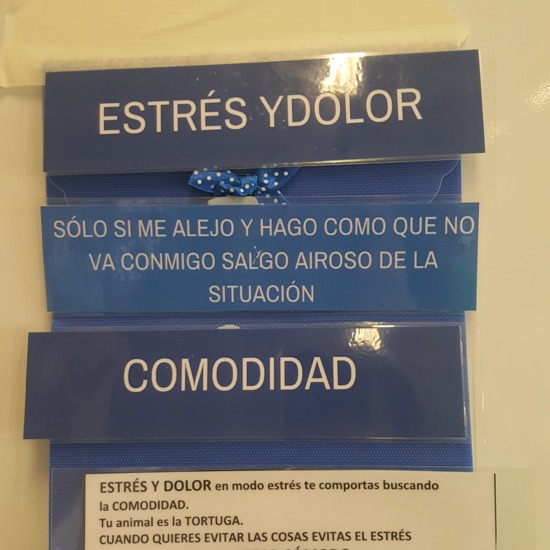 ESTRÉS YDOLOR
SÓLO SI ME ALEJO Y HAGO COMO QUE NO
VA CONMIGO SALGO AIROSO DE LA
SITUACIÓN
COMODIDAD
ESTRÉS Y DOLOR en modo estrés te comportas buscando
la COMODIDAD.
Tu animal es la TORTUGA.
CUANDO QUIERES EVITAR LAS COSAS EVITAS EL ESTRÉS